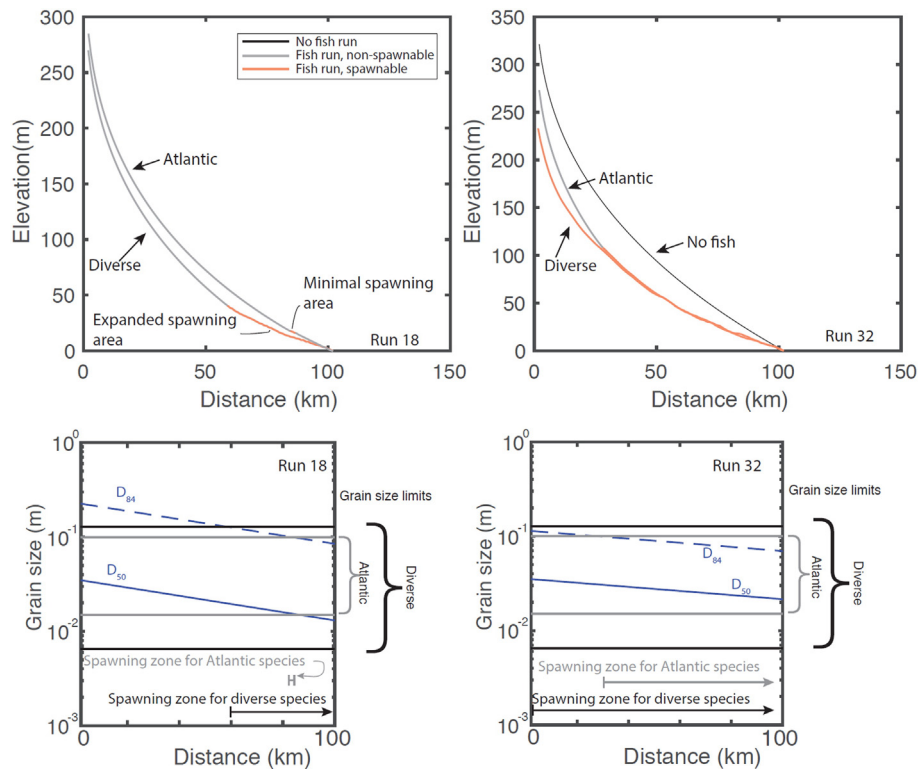 300
250
200
150
100
50
0
Elevation(m)
No fish run
Fish run, non-spawnable
Fish run, spawnable
Atlantic
Diverse
Minimal spawning
area
Expanded spawning
area
Run 18
0
50
100
150
Distance (km)
350
300
250
200
150
100
50
0
Elevation(m)
Atlantic
No fish
Diverse
Run 32
0
50
100
150
Distance (km)
10^0
10^-1
10^-2
10^-3
Grain size (m)
Run 18
D84
D50
Grain size limits
Atlantic
Diverse
Spawning zone for Atlantic species
Spawning zone for diverse species
0
100
Distance (km)
10^0
10^-1
10^-2
10^-3
Grain size (m)
Run 32
D84
D50
Grain size limits
Atlantic
Diverse
Spawning zone for Atlantic species
Spawning zone for diverse species
0
100
Distance (km)